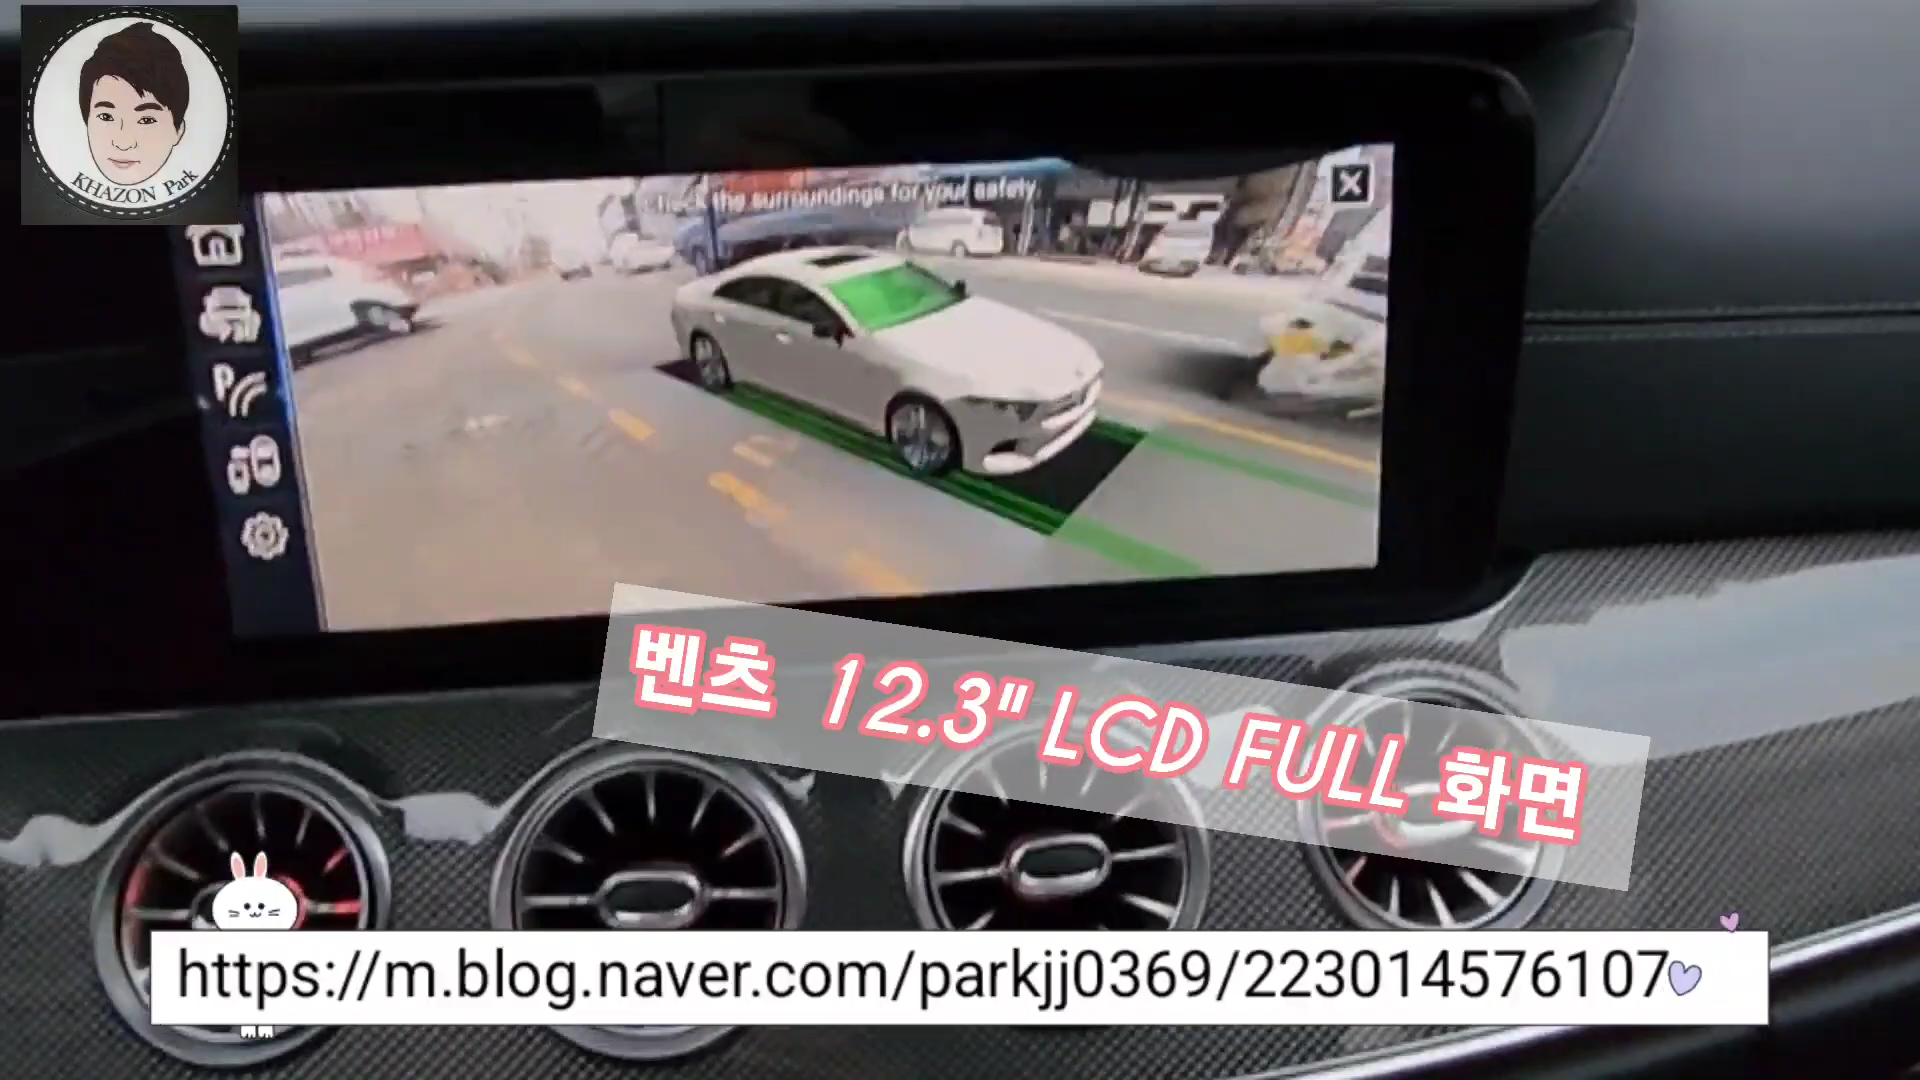 KHAZON Park
the surroundings for your safety.
P
벤츠 12.3" LCD FULL 화면
https://m.blog.naver.com/parkjj0369/223014576107